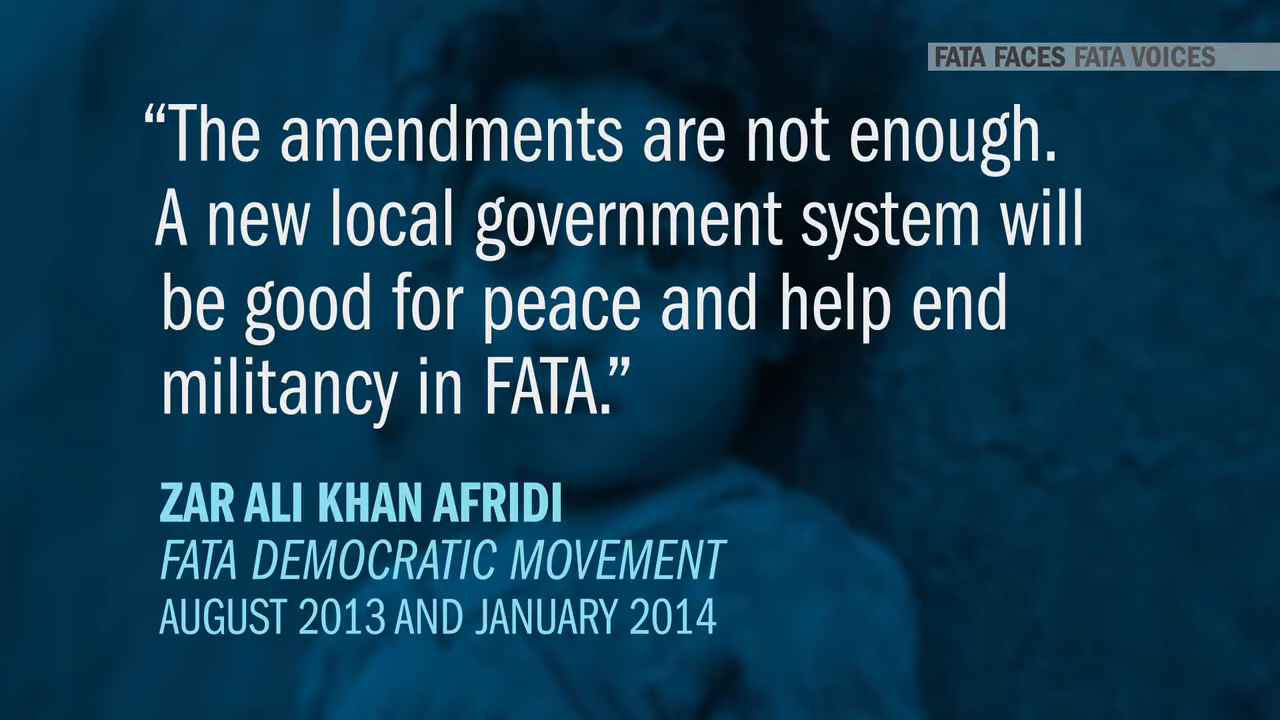 FATA FACES FATA VOICES
“The amendments are not enough.
A new local government system will
be good for peace and help end
militancy in FATA.”
ZAR ALI KHAN AFRIDI
FATA DEMOCRATIC MOVEMENT
AUGUST 2013 AND JANUARY 2014